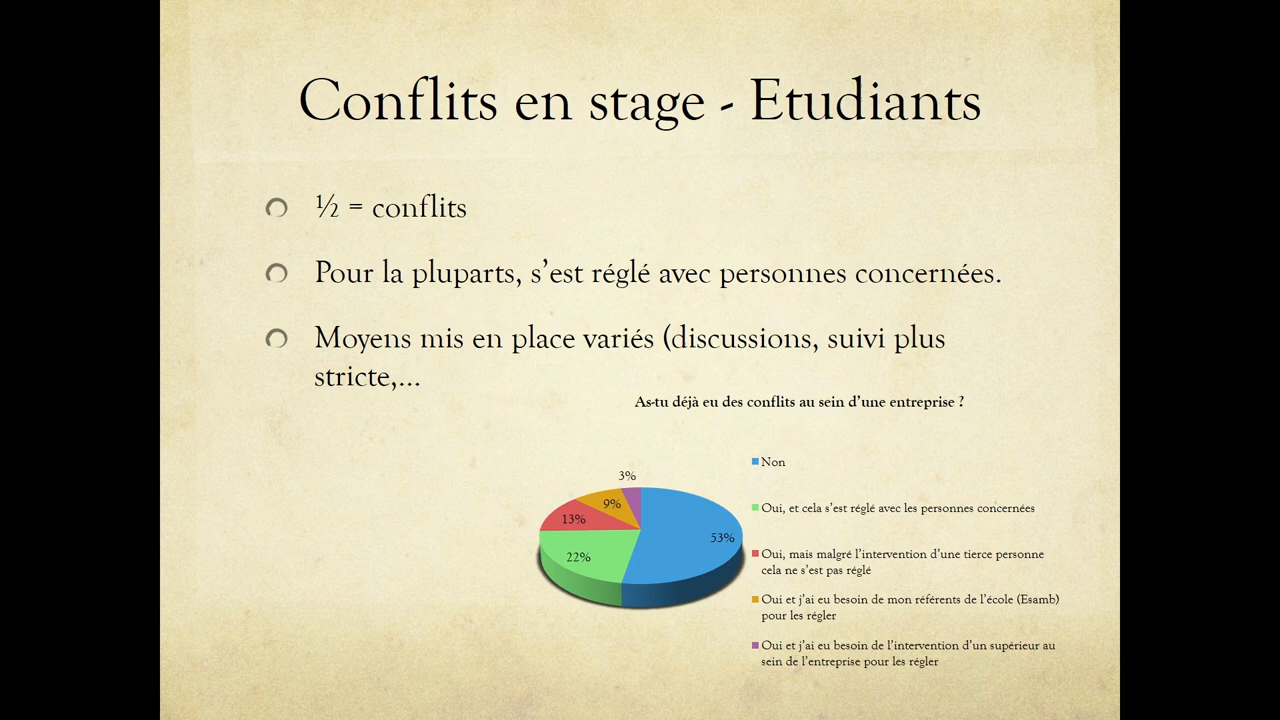 Conflits en stage - Etudiants
½ = conflits
Pour la pluparts, s’est réglé avec personnes concernées.
Moyens mis en place variés (discussions, suivi plus
stricte,...
As-tu déjà eu des conflits au sein d’une entreprise ?
3%
9%
13%
22%
53%
Non
Oui, et cela s’est réglé avec les personnes concernées
Oui, mais malgré l’intervention d’une tierce personne
cela ne s’est pas réglé
Oui et j’ai eu besoin de mon référents de l’école (Esamb)
pour les régler
Oui et j’ai eu besoin de l’intervention d’un supérieur au
sein de l’entreprise pour les régler